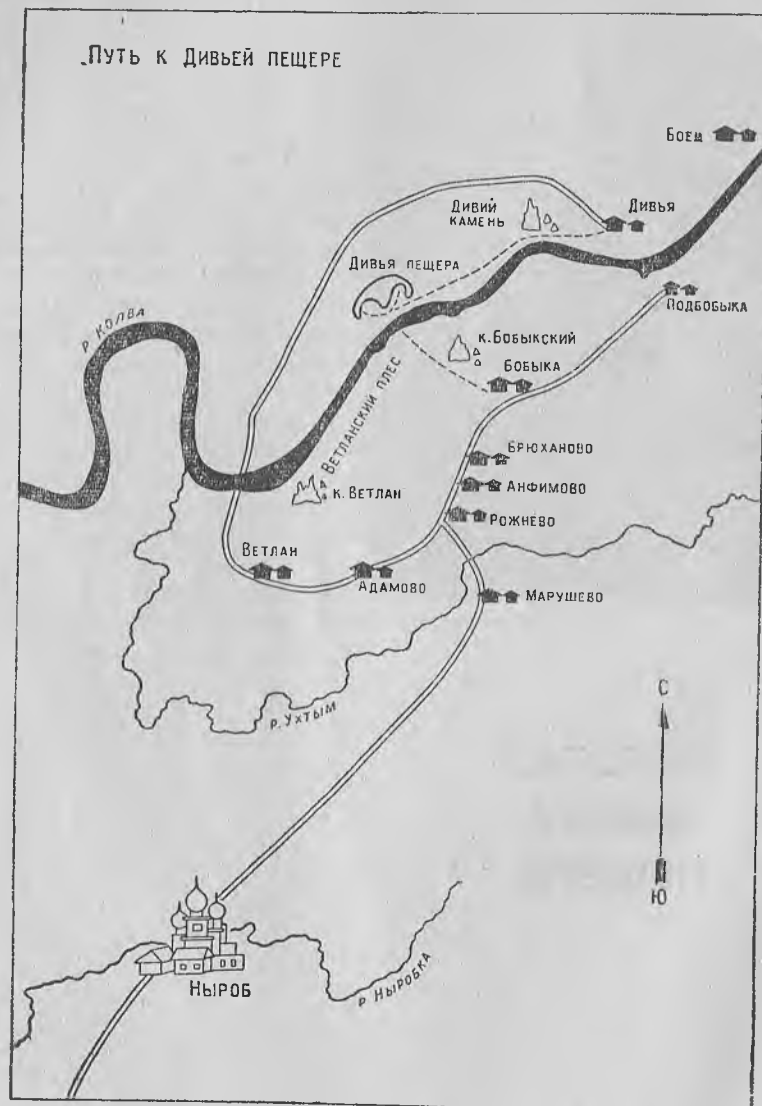 Путь к Дивьей пещере
Боец
Дивий
камень
Дивья
Дивья пещера
Подбобыка
р. Колва
к. Бобыкский
Бобыка
Ветланский плес
Брюханово
к. Ветлан
Анфимово
Рожнево
Ветлан
Адамово
Марушево
р. Ухтым
С
Ю
Ныроб
р. Ныробка